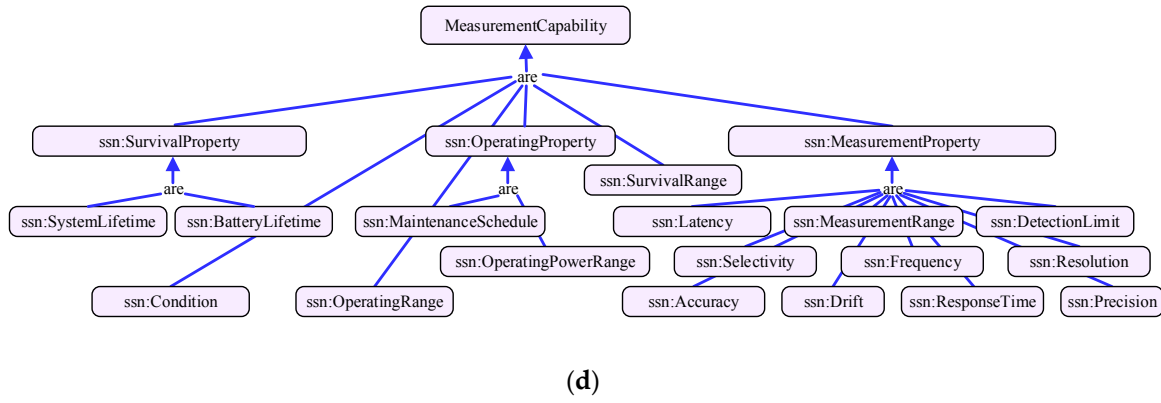 MeasurementCapability
are
ssn:SurvivalProperty
ssn:OperatingProperty
ssn:MeasurementProperty
ssn:SurvivalRange
are
are
are
ssn:SystemLifetime
ssn:BatteryLifetime
ssn:MaintenanceSchedule
ssn:Latency
ssn:MeasurementRange
ssn:DetectionLimit
ssn:OperatingPowerRange
ssn:Selectivity
ssn:Frequency
ssn:Resolution
ssn:Condition
ssn:OperatingRange
ssn:Accuracy
ssn:Drift
ssn:ResponseTime
ssn:Precision
(d)